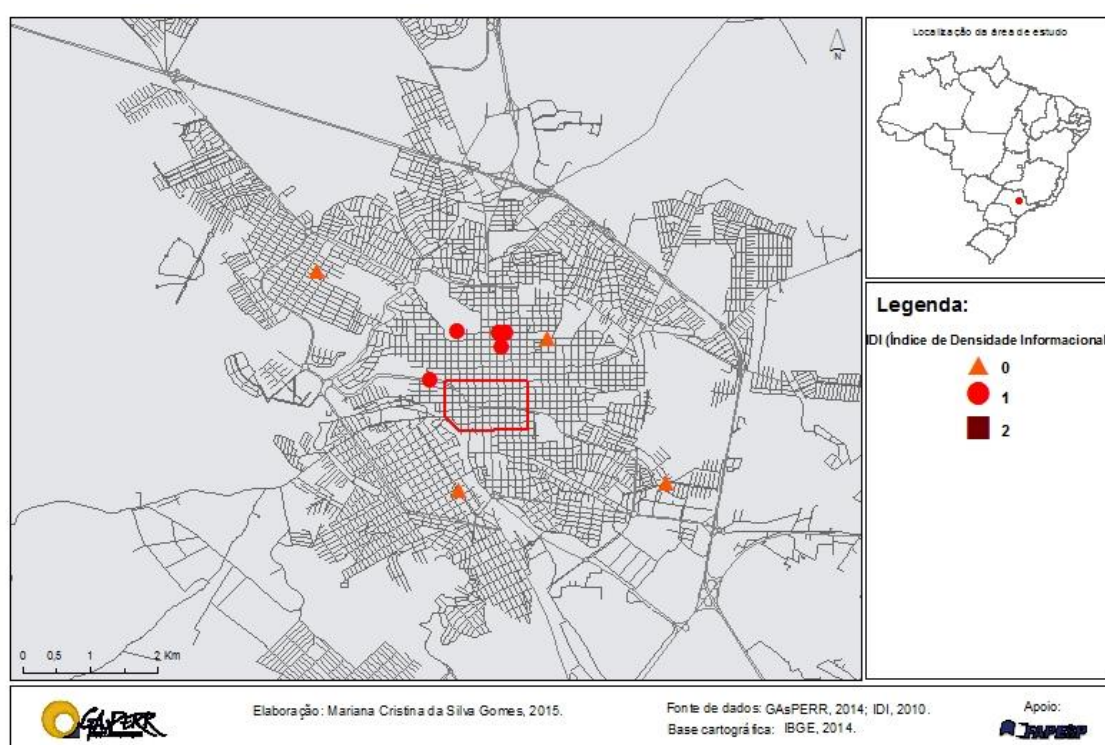 Localização da área de estudo
N
Legenda:
IDI (Índice de Densidade Informacional
0
1
2
0 0,5 1 2 Km
GAsPERR
Elaboração: Mariana Cristina da Silva Gomes, 2015.
Fonte de dados: GAsPERR, 2014; IDI, 2010.
Base cartográfica: IBGE, 2014.
Apoio:
FAPESP